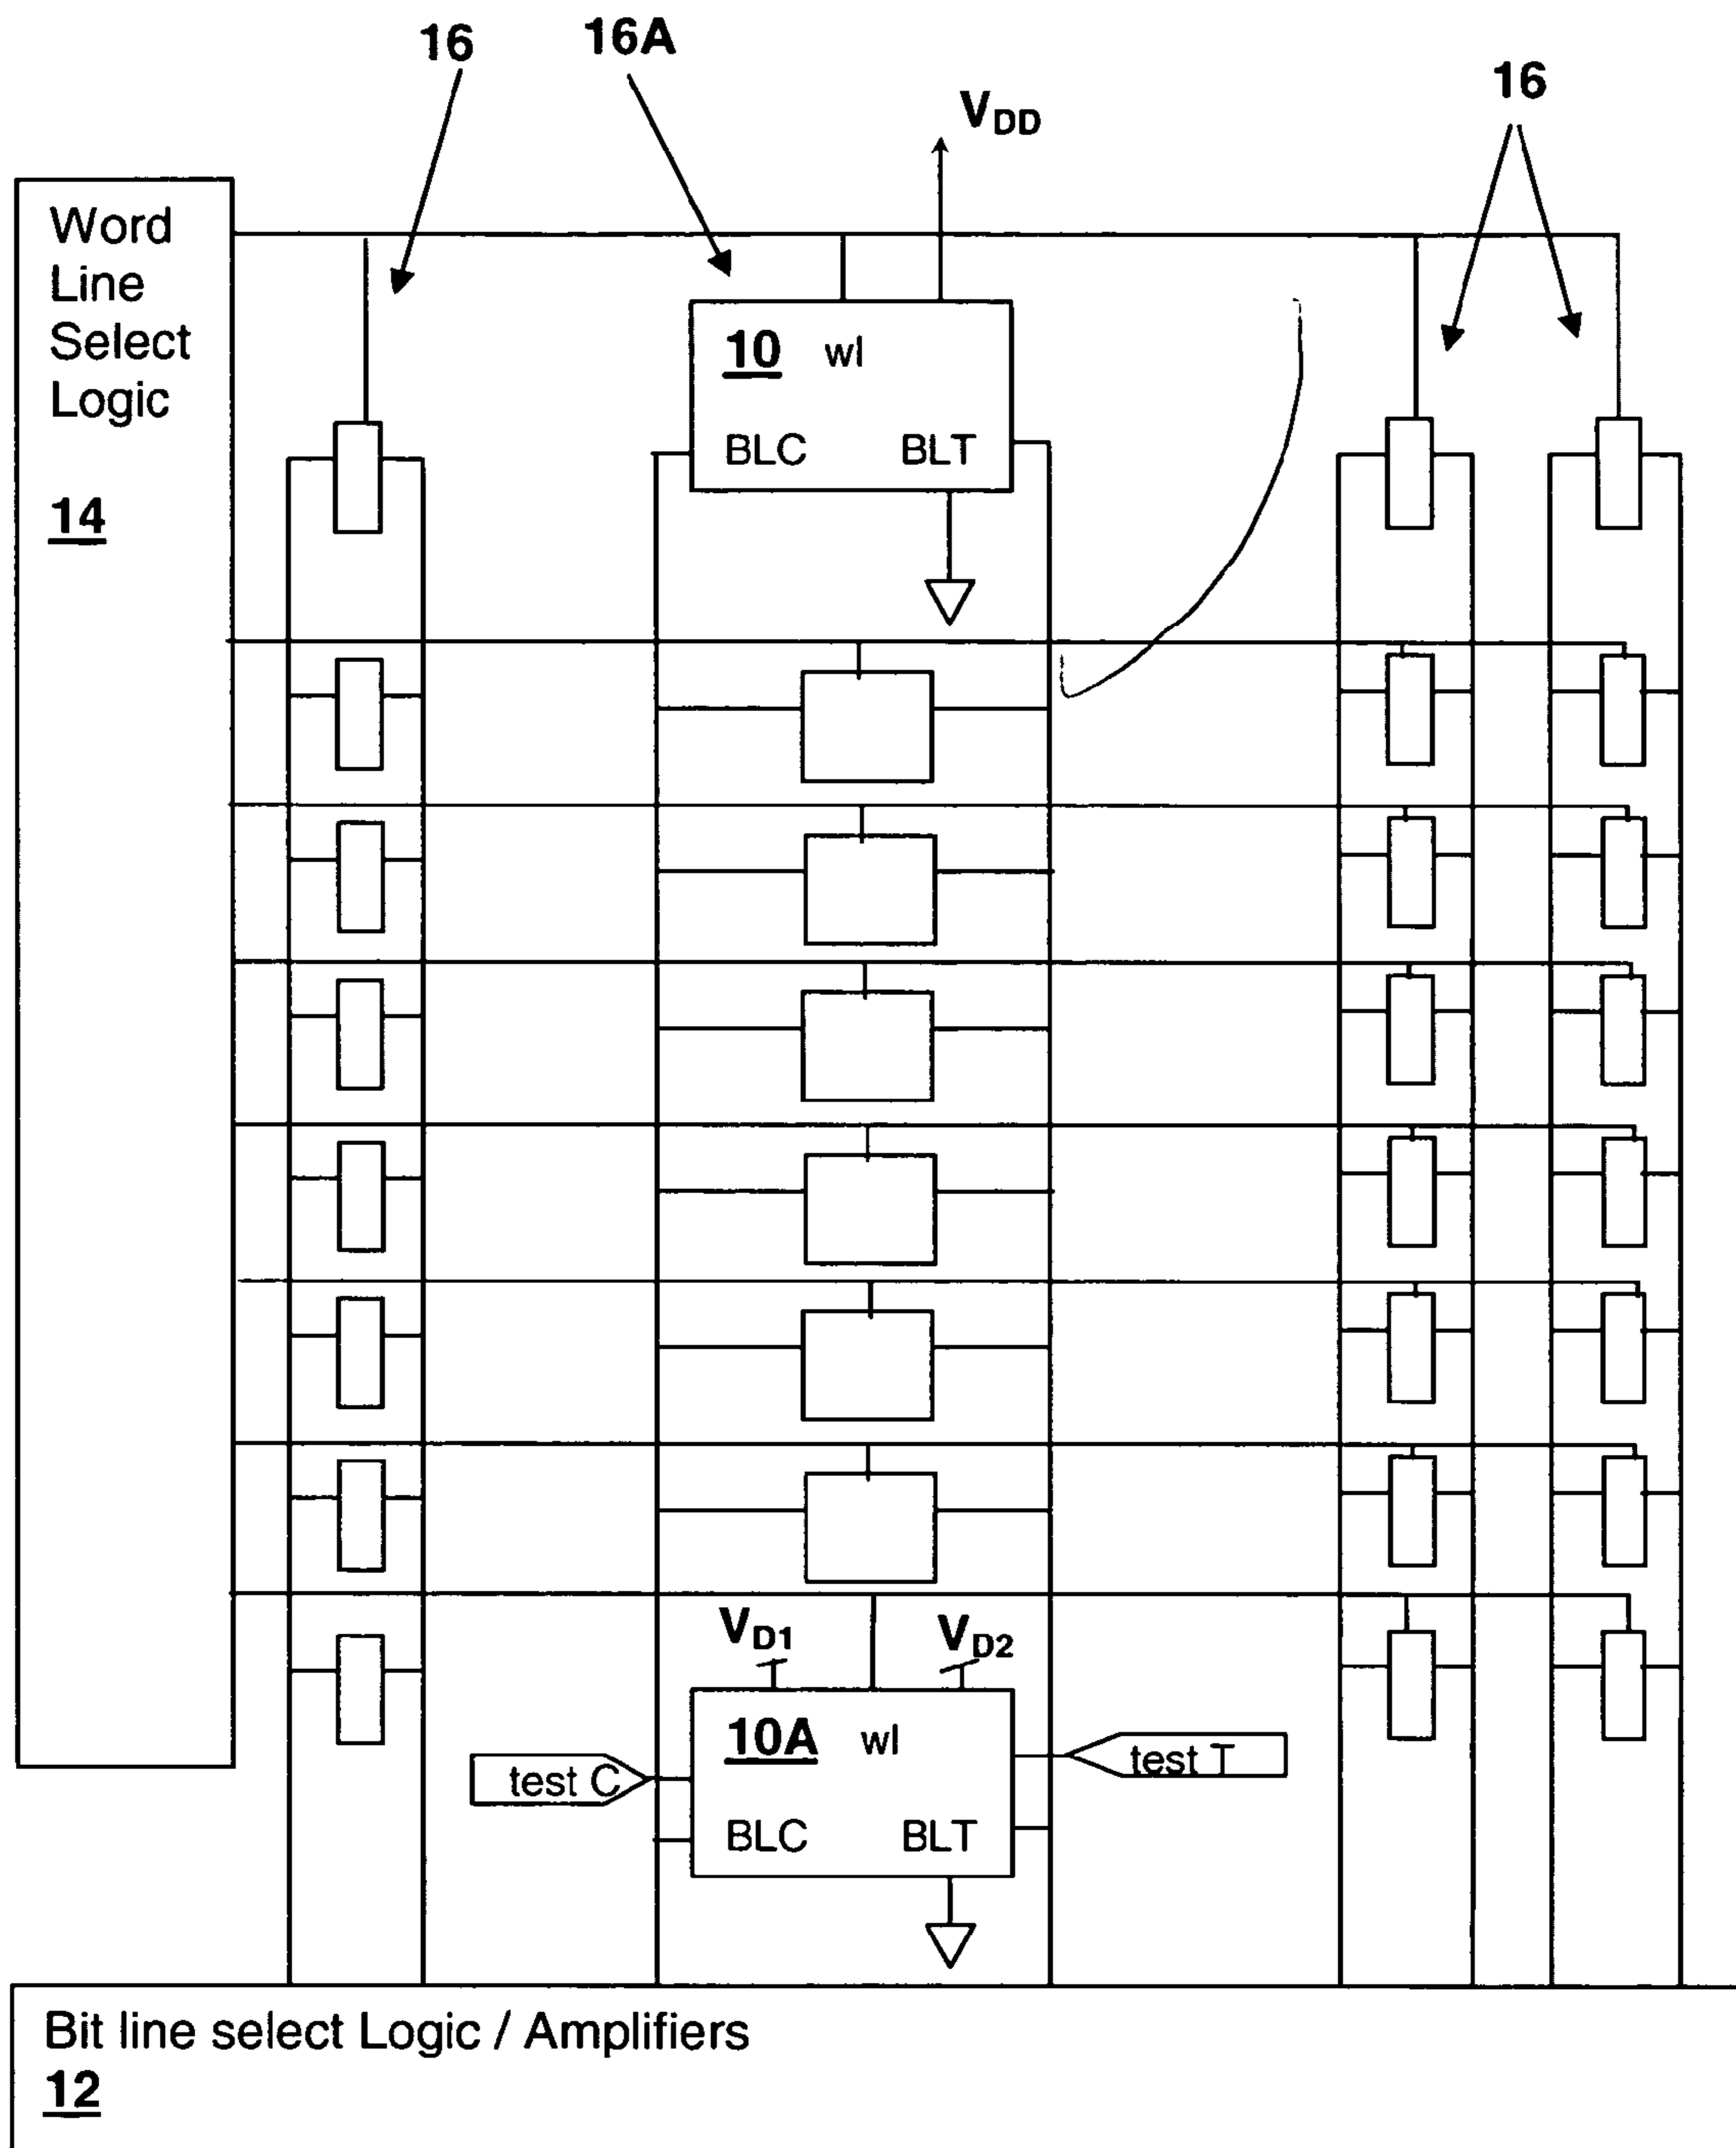 16
16A
16
VDD
Word
Line
Select
Logic
14
10 wl
BLC BLT
VD1
VD2
10A wl
test C
test T
BLC BLT
Bit line select Logic / Amplifiers
12